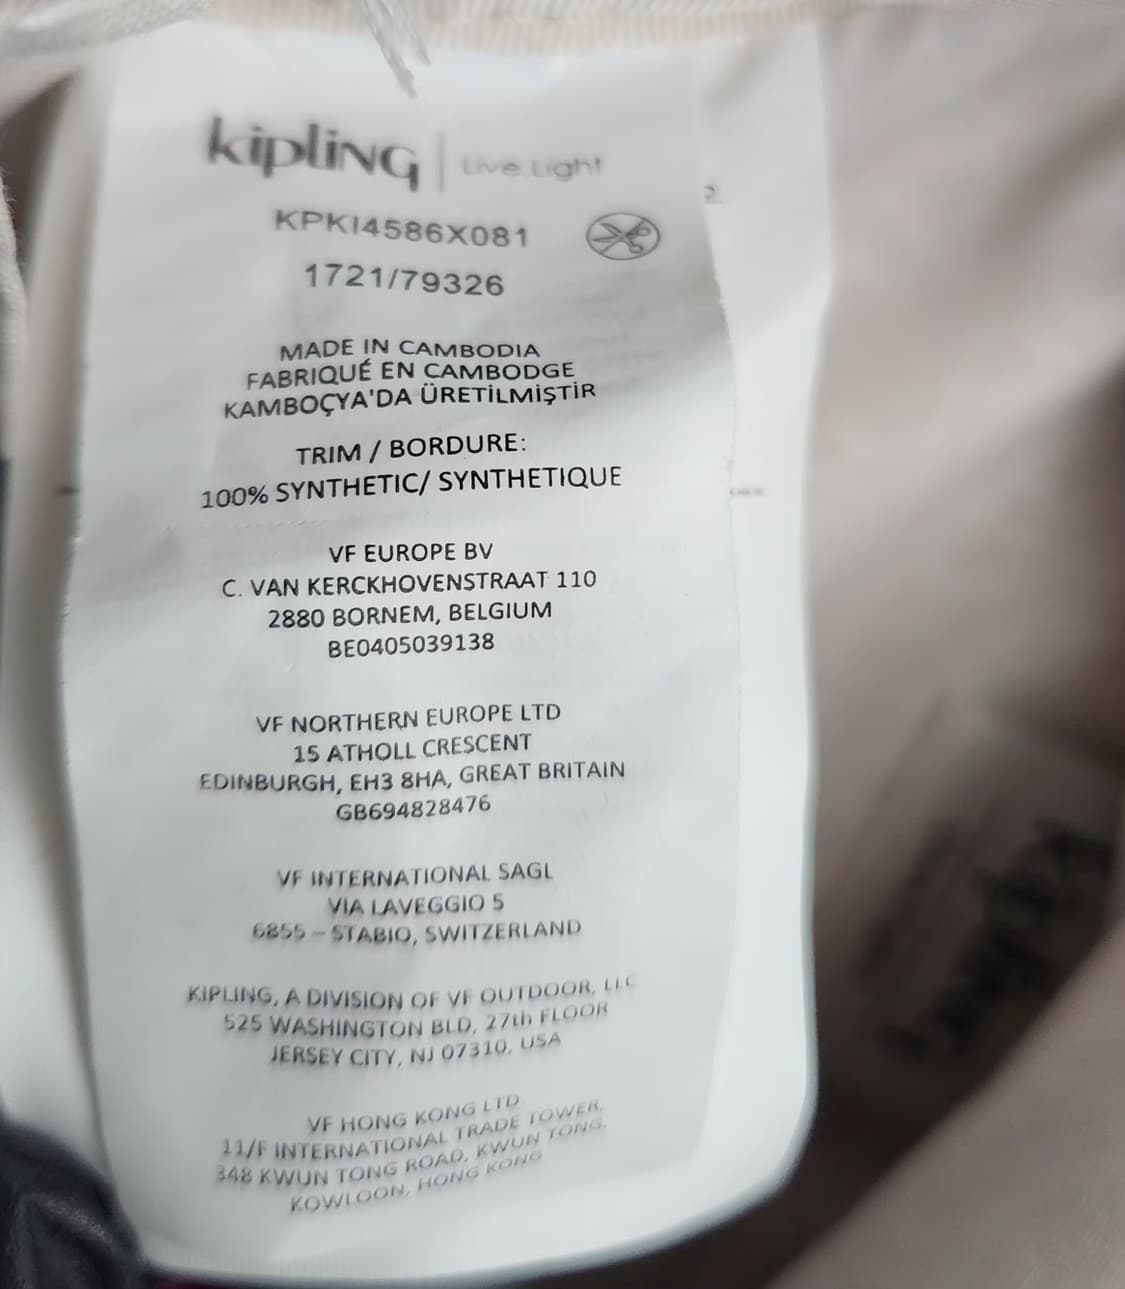 kipling | Live.Light
KPKI4586X081
1721/79326
MADE IN CAMBODIA
FABRIQUÉ EN CAMBODGE
KAMBOÇYA'DA ÜRETİLMİŞTİR
TRIM / BORDURE:
100% SYNTHETIC/ SYNTHETIQUE
VF EUROPE BV
C. VAN KERCKHOVENSTRAAT 110
2880 BORNEM, BELGIUM
BE0405039138
VF NORTHERN EUROPE LTD
15 ATHOLL CRESCENT
EDINBURGH, EH3 8HA, GREAT BRITAIN
GB694828476
VF INTERNATIONAL SAGL
VIA LAVEGGIO 5
6855 – STABIO, SWITZERLAND
KIPLING, A DIVISION OF VF OUTDOOR, LLC
525 WASHINGTON BLD, 27th FLOOR
JERSEY CITY, NJ 07310, USA
VF HONG KONG LTD
11/F INTERNATIONAL TRADE TOWER,
348 KWUN TONG ROAD, KWUN TONG,
KOWLOON, HONG KONG